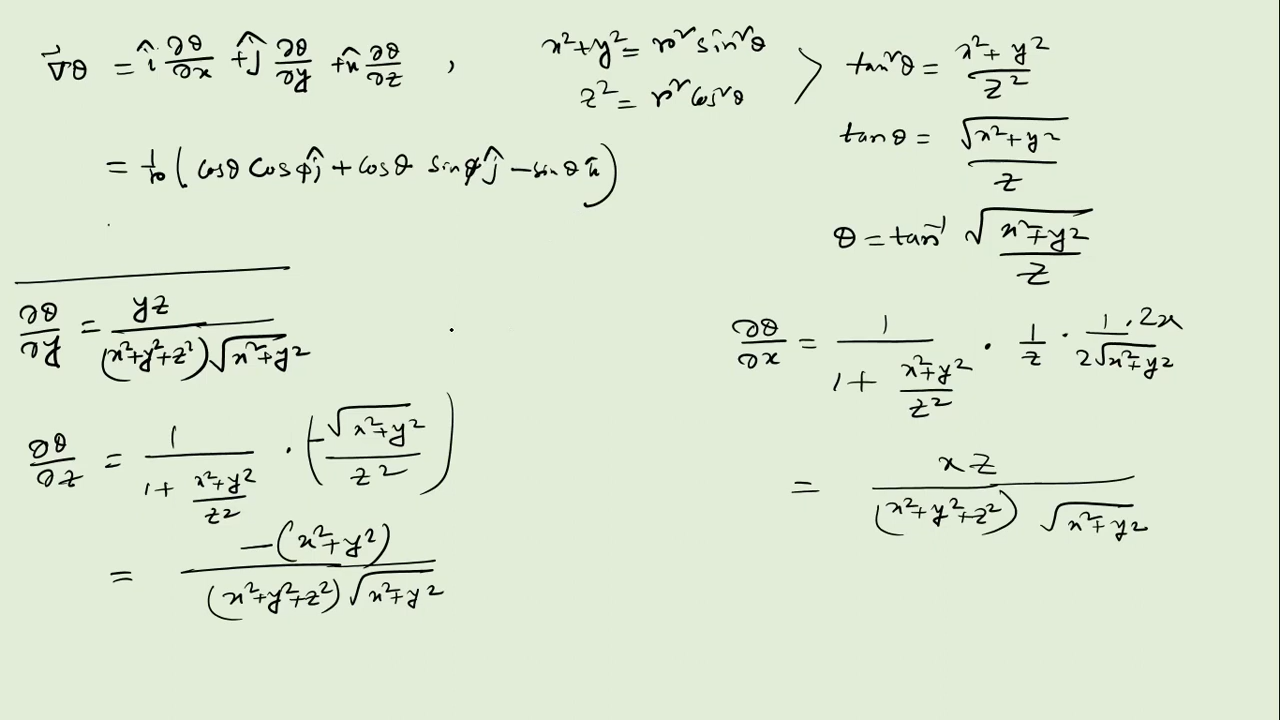 ∇⃗θ = î ∂θ/∂x + ĵ ∂θ/∂y + k̂ ∂θ/∂z ,
= 1/r (cosθ cosφ î + cosθ sinφ ĵ − sinθ k̂)
∂θ/∂y = yz / (x²+y²+z²)√(x²+y²)
∂θ/∂z = 1 / (1 + (x²+y²)/z²) · (−√(x²+y²) / z²)
= −(x²+y²) / (x²+y²+z²)√(x²+y²)
x²+y² = r² sin²θ
z² = r² cos²θ
tan²θ = (x²+y²) / z²
tanθ = √(x²+y²) / z
θ = tan⁻¹ √(x²+y²) / z
∂θ/∂x = 1 / (1 + (x²+y²)/z²) · 1/z · 1·2x / 2√(x²+y²)
= xz / (x²+y²+z²) √(x²+y²)